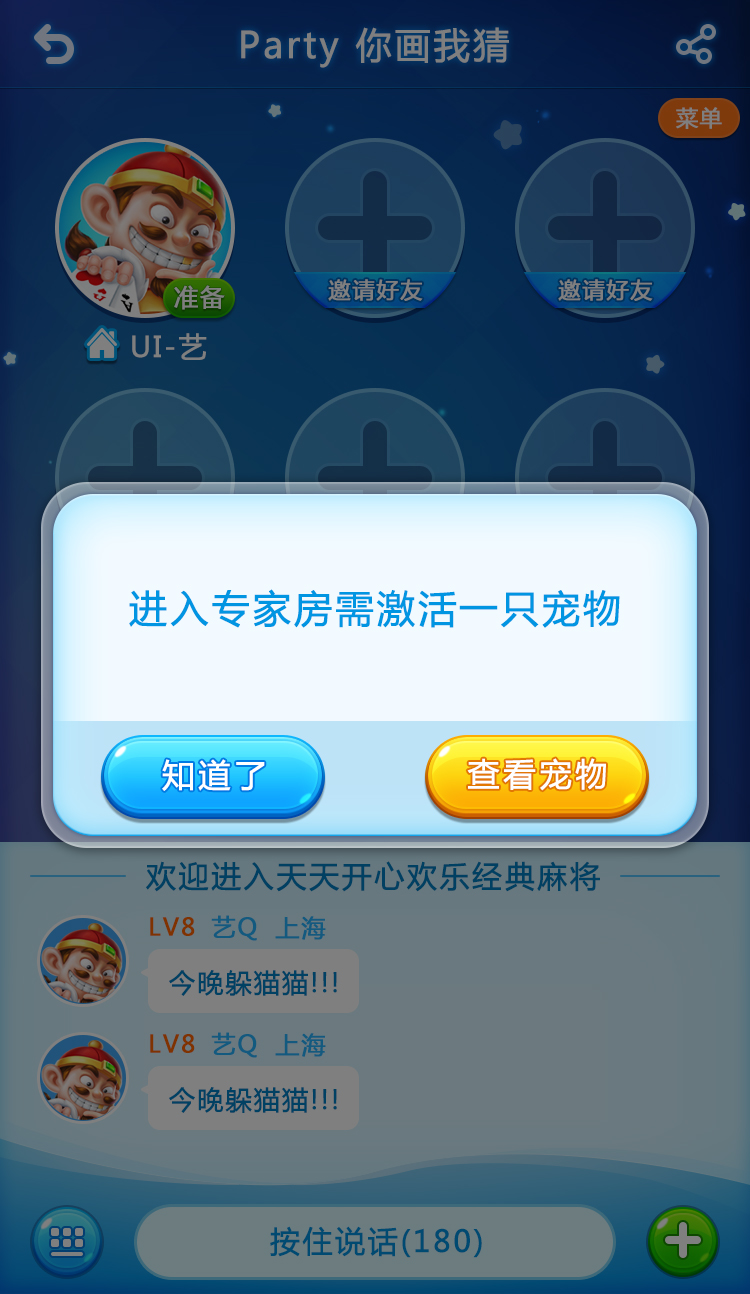 Party 你画我猜
菜单
准备
邀请好友
邀请好友
UI-艺
进入专家房需激活一只宠物
知道了
查看宠物
欢迎进入天天开心欢乐经典麻将
LV8 艺Q 上海
今晚躲猫猫!!!
LV8 艺Q 上海
今晚躲猫猫!!!
按住说话(180)